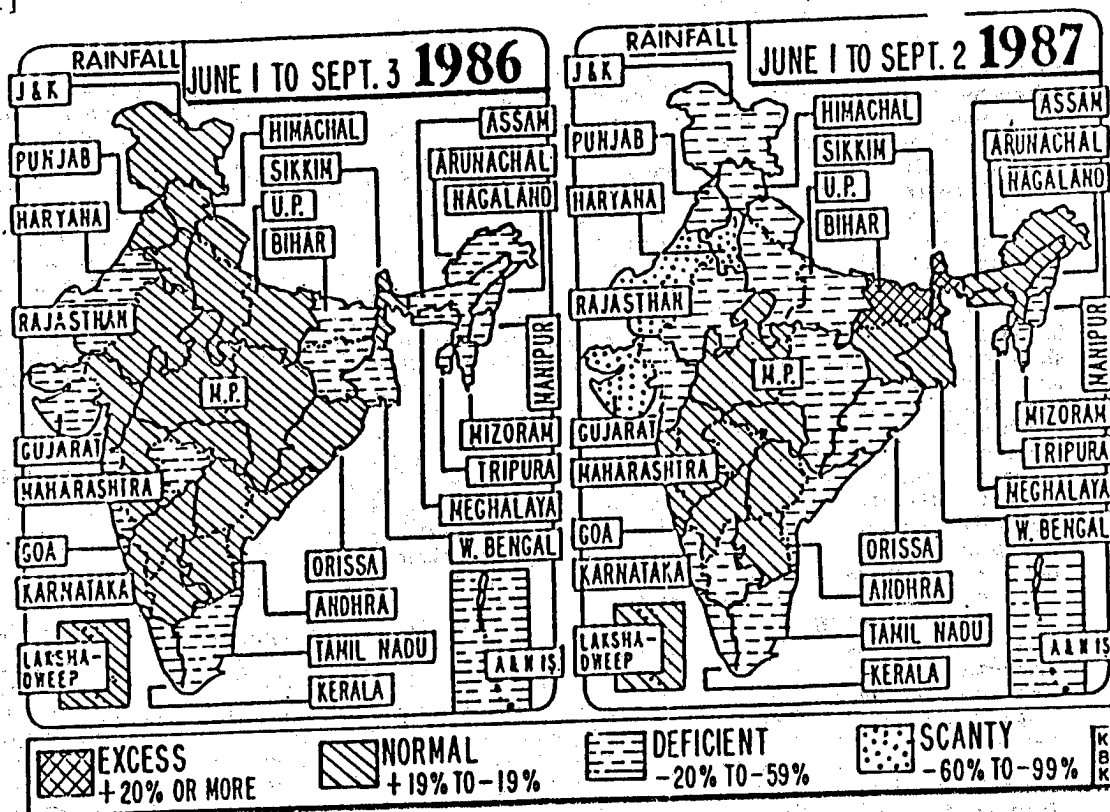 RAINFALL
JUNE 1 TO SEPT. 3 1986
J & K
PUNJAB
HARYANA
RAJASTHAN
GUJARAT
MAHARASHTRA
GOA
KARNATAKA
LAKSHA-
DWEEP
HIMACHAL
SIKKIM
U.P.
BIHAR
M.P.
ASSAM
ARUNACHAL
NAGALAND
MANIPUR
MIZORAM
TRIPURA
MEGHALAYA
W. BENGAL
ORISSA
ANDHRA
TAMIL NADU
KERALA
A & N IS
RAINFALL
JUNE 1 TO SEPT. 2 1987
J & K
PUNJAB
HARYANA
RAJASTHAN
GUJARAT
MAHARASHTRA
GOA
KARNATAKA
LAKSHA-
DWEEP
HIMACHAL
SIKKIM
U.P.
BIHAR
M.P.
ASSAM
ARUNACHAL
NAGALAND
MANIPUR
MIZORAM
TRIPURA
MEGHALAYA
W. BENGAL
ORISSA
ANDHRA
TAMIL NADU
KERALA
A & N IS
EXCESS
+20% OR MORE
NORMAL
+19% TO -19%
DEFICIENT
-20% TO -59%
SCANTY
-60% TO -99%
KBK